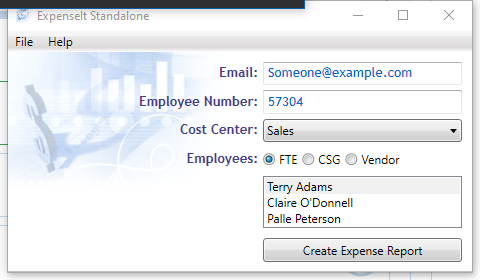 ExpenseIt Standalone
File Help
Email: Someone@example.com
Employee Number: 57304
Cost Center: Sales
Employees: FTE CSG Vendor
Terry Adams
Claire O'Donnell
Palle Peterson
Create Expense Report